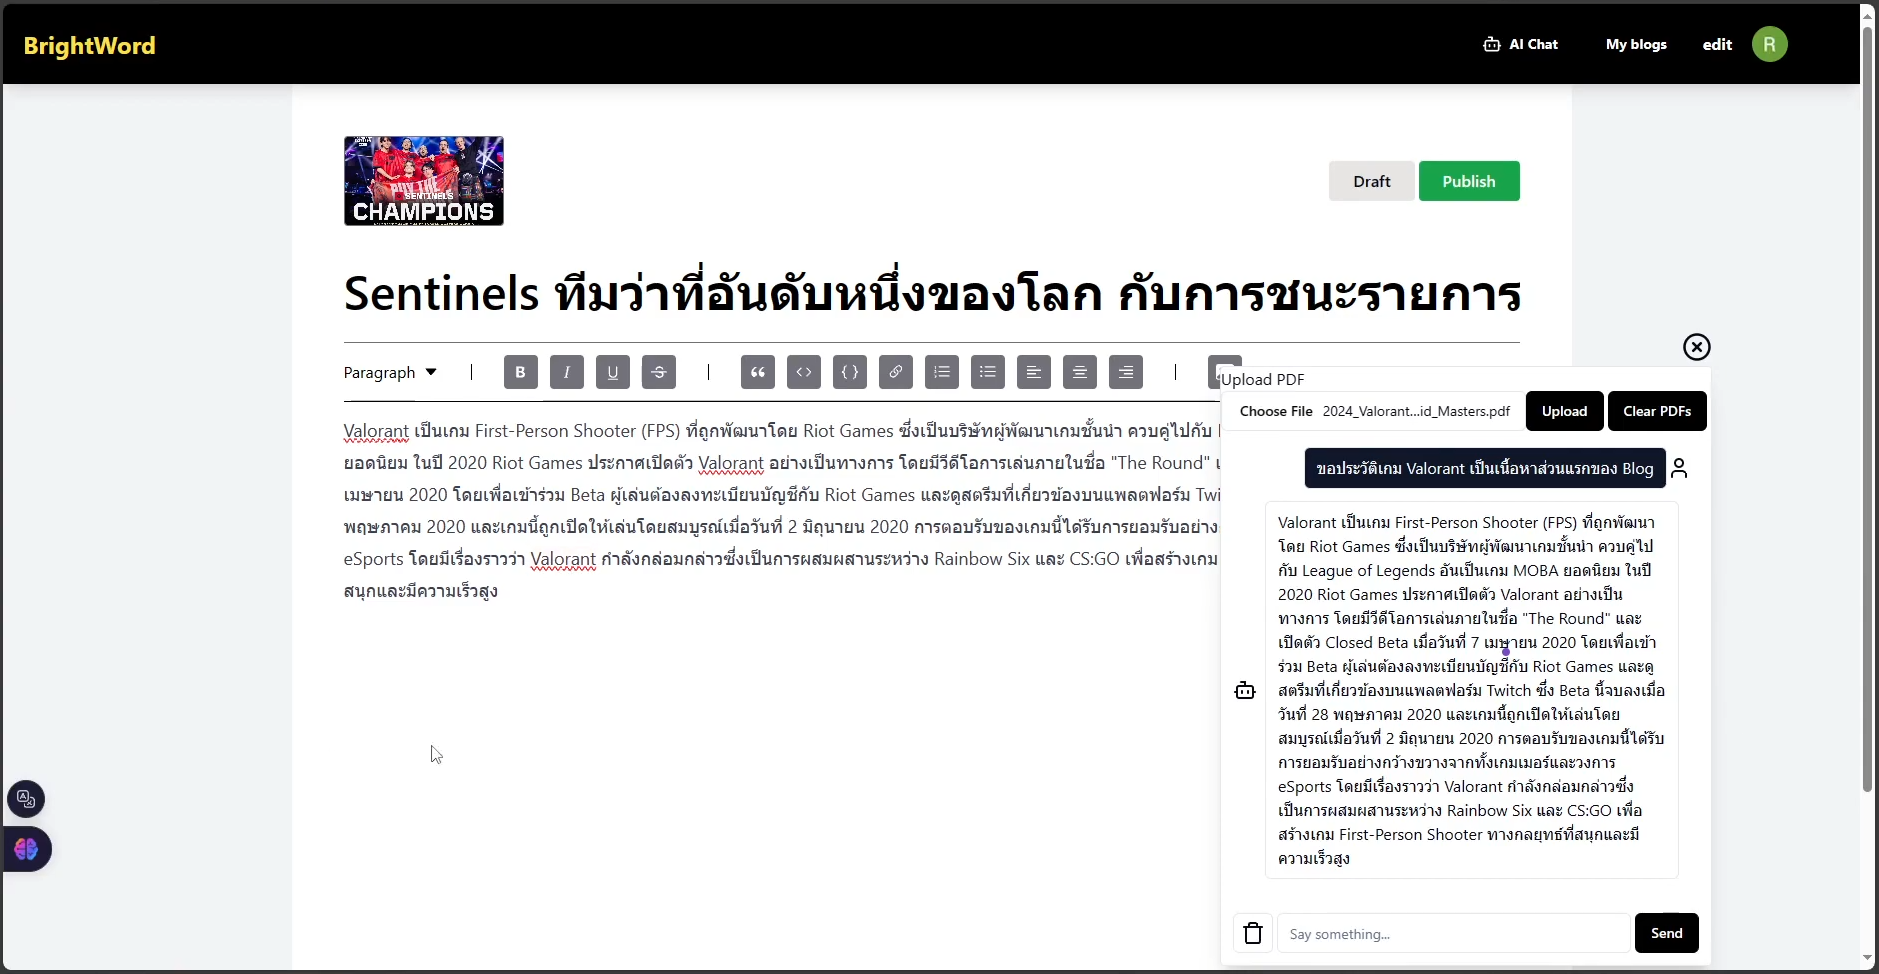 BrightWord
AI Chat
My blogs
edit
R
SENTINELS
CHAMPIONS
Draft
Publish
Sentinels ทีมว่าที่อันดับหนึ่งของโลก กับการชนะรายการ
Paragraph
B
I
U
S
Valorant เป็นเกม First-Person Shooter (FPS) ที่ถูกพัฒนาโดย Riot Games ซึ่งเป็นบริษัทผู้พัฒนาเกมชั้นนำ ควบคู่ไปกับ
ยอดนิยม ในปี 2020 Riot Games ประกาศเปิดตัว Valorant อย่างเป็นทางการ โดยมีวีดีโอการเล่นภายในชื่อ "The Round"
เมษายน 2020 โดยเพื่อเข้าร่วม Beta ผู้เล่นต้องลงทะเบียนบัญชีกับ Riot Games และดูสตรีมที่เกี่ยวข้องบนแพลตฟอร์ม Twi
พฤษภาคม 2020 และเกมนี้ถูกเปิดให้เล่นโดยสมบูรณ์เมื่อวันที่ 2 มิถุนายน 2020 การตอบรับของเกมนี้ได้รับการยอมรับอย่าง
eSports โดยมีเรื่องราวว่า Valorant กำลังกล่อมกล่าวซึ่งเป็นการผสมผสานระหว่าง Rainbow Six และ CS:GO เพื่อสร้างเกม
สนุกและมีความเร็วสูง
Upload PDF
Choose File 2024_Valorant...id_Masters.pdf
Upload
Clear PDFs
ขอประวัติเกม Valorant เป็นเนื้อหาส่วนแรกของ Blog
Valorant เป็นเกม First-Person Shooter (FPS) ที่ถูกพัฒนา
โดย Riot Games ซึ่งเป็นบริษัทผู้พัฒนาเกมชั้นนำ ควบคู่ไป
กับ League of Legends อันเป็นเกม MOBA ยอดนิยม ในปี
2020 Riot Games ประกาศเปิดตัว Valorant อย่างเป็น
ทางการ โดยมีวีดีโอการเล่นภายในชื่อ "The Round" และ
เปิดตัว Closed Beta เมื่อวันที่ 7 เมษายน 2020 โดยเพื่อเข้า
ร่วม Beta ผู้เล่นต้องลงทะเบียนบัญชีกับ Riot Games และดู
สตรีมที่เกี่ยวข้องบนแพลตฟอร์ม Twitch ซึ่ง Beta นี้จบลงเมื่อ
วันที่ 28 พฤษภาคม 2020 และเกมนี้ถูกเปิดให้เล่นโดย
สมบูรณ์เมื่อวันที่ 2 มิถุนายน 2020 การตอบรับของเกมนี้ได้รับ
การยอมรับอย่างกว้างขวางจากทั้งเกมเมอร์และวงการ
eSports โดยมีเรื่องราวว่า Valorant กำลังกล่อมกล่าวซึ่ง
เป็นการผสมผสานระหว่าง Rainbow Six และ CS:GO เพื่อ
สร้างเกม First-Person Shooter ทางกลยุทธ์ที่สนุกและมี
ความเร็วสูง
Say something...
Send